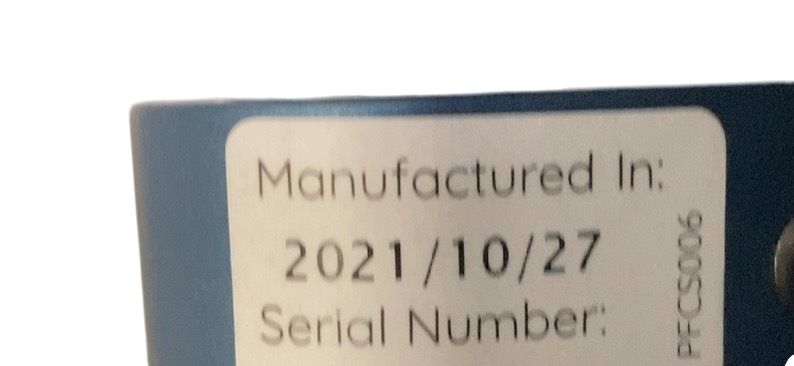 Manufactured In:
2021/10/27
Serial Number:
PFCS006